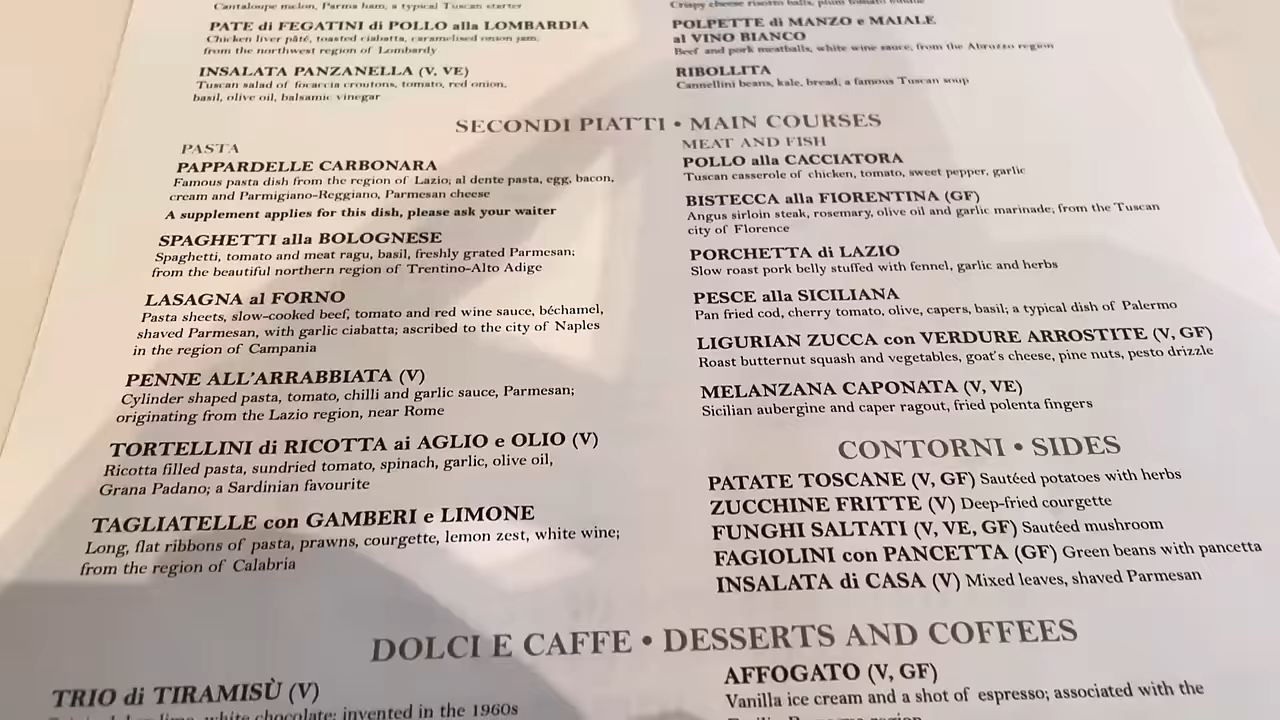 Cantaloupe melon, Parma ham, a typical Tuscan starter
PATE di FEGATINI di POLLO alla LOMBARDIA
Chicken liver pâté, toasted ciabatta, caramelised onion jam,
from the northwest region of Lombardy
INSALATA PANZANELLA (V, VE)
Tuscan salad of focaccia croutons, tomato, red onion,
basil, olive oil, balsamic vinegar
Crispy cheese risotto balls, plum tomato
POLPETTE di MANZO e MAIALE
al VINO BIANCO
Beef and pork meatballs, white wine sauce, from the Abruzzo region
RIBOLLITA
Cannellini beans, kale, bread; a famous Tuscan soup
SECONDI PIATTI • MAIN COURSES
PASTA
PAPPARDELLE CARBONARA
Famous pasta dish from the region of Lazio; al dente pasta, egg, bacon,
cream and Parmigiano-Reggiano, Parmesan cheese
A supplement applies for this dish, please ask your waiter
SPAGHETTI alla BOLOGNESE
Spaghetti, tomato and meat ragu, basil, freshly grated Parmesan;
from the beautiful northern region of Trentino-Alto Adige
LASAGNA al FORNO
Pasta sheets, slow-cooked beef, tomato and red wine sauce, béchamel,
shaved Parmesan, with garlic ciabatta; ascribed to the city of Naples
in the region of Campania
PENNE ALL'ARRABBIATA (V)
Cylinder shaped pasta, tomato, chilli and garlic sauce, Parmesan;
originating from the Lazio region, near Rome
TORTELLINI di RICOTTA ai AGLIO e OLIO (V)
Ricotta filled pasta, sundried tomato, spinach, garlic, olive oil,
Grana Padano; a Sardinian favourite
TAGLIATELLE con GAMBERI e LIMONE
Long, flat ribbons of pasta, prawns, courgette, lemon zest, white wine;
from the region of Calabria
MEAT AND FISH
POLLO alla CACCIATORA
Tuscan casserole of chicken, tomato, sweet pepper, garlic
BISTECCA alla FIORENTINA (GF)
Angus sirloin steak, rosemary, olive oil and garlic marinade; from the Tuscan
city of Florence
PORCHETTA di LAZIO
Slow roast pork belly stuffed with fennel, garlic and herbs
PESCE alla SICILIANA
Pan fried cod, cherry tomato, olive, capers, basil; a typical dish of Palermo
LIGURIAN ZUCCA con VERDURE ARROSTITE (V, GF)
Roast butternut squash and vegetables, goat's cheese, pine nuts, pesto drizzle
MELANZANA CAPONATA (V, VE)
Sicilian aubergine and caper ragout, fried polenta fingers
CONTORNI • SIDES
PATATE TOSCANE (V, GF) Sautéed potatoes with herbs
ZUCCHINE FRITTE (V) Deep-fried courgette
FUNGHI SALTATI (V, VE, GF) Sautéed mushroom
FAGIOLINI con PANCETTA (GF) Green beans with pancetta
INSALATA di CASA (V) Mixed leaves, shaved Parmesan
DOLCI E CAFFE • DESSERTS AND COFFEES
TRIO di TIRAMISÙ (V)
white chocolate; invented in the 1960s
AFFOGATO (V, GF)
Vanilla ice cream and a shot of espresso; associated with the